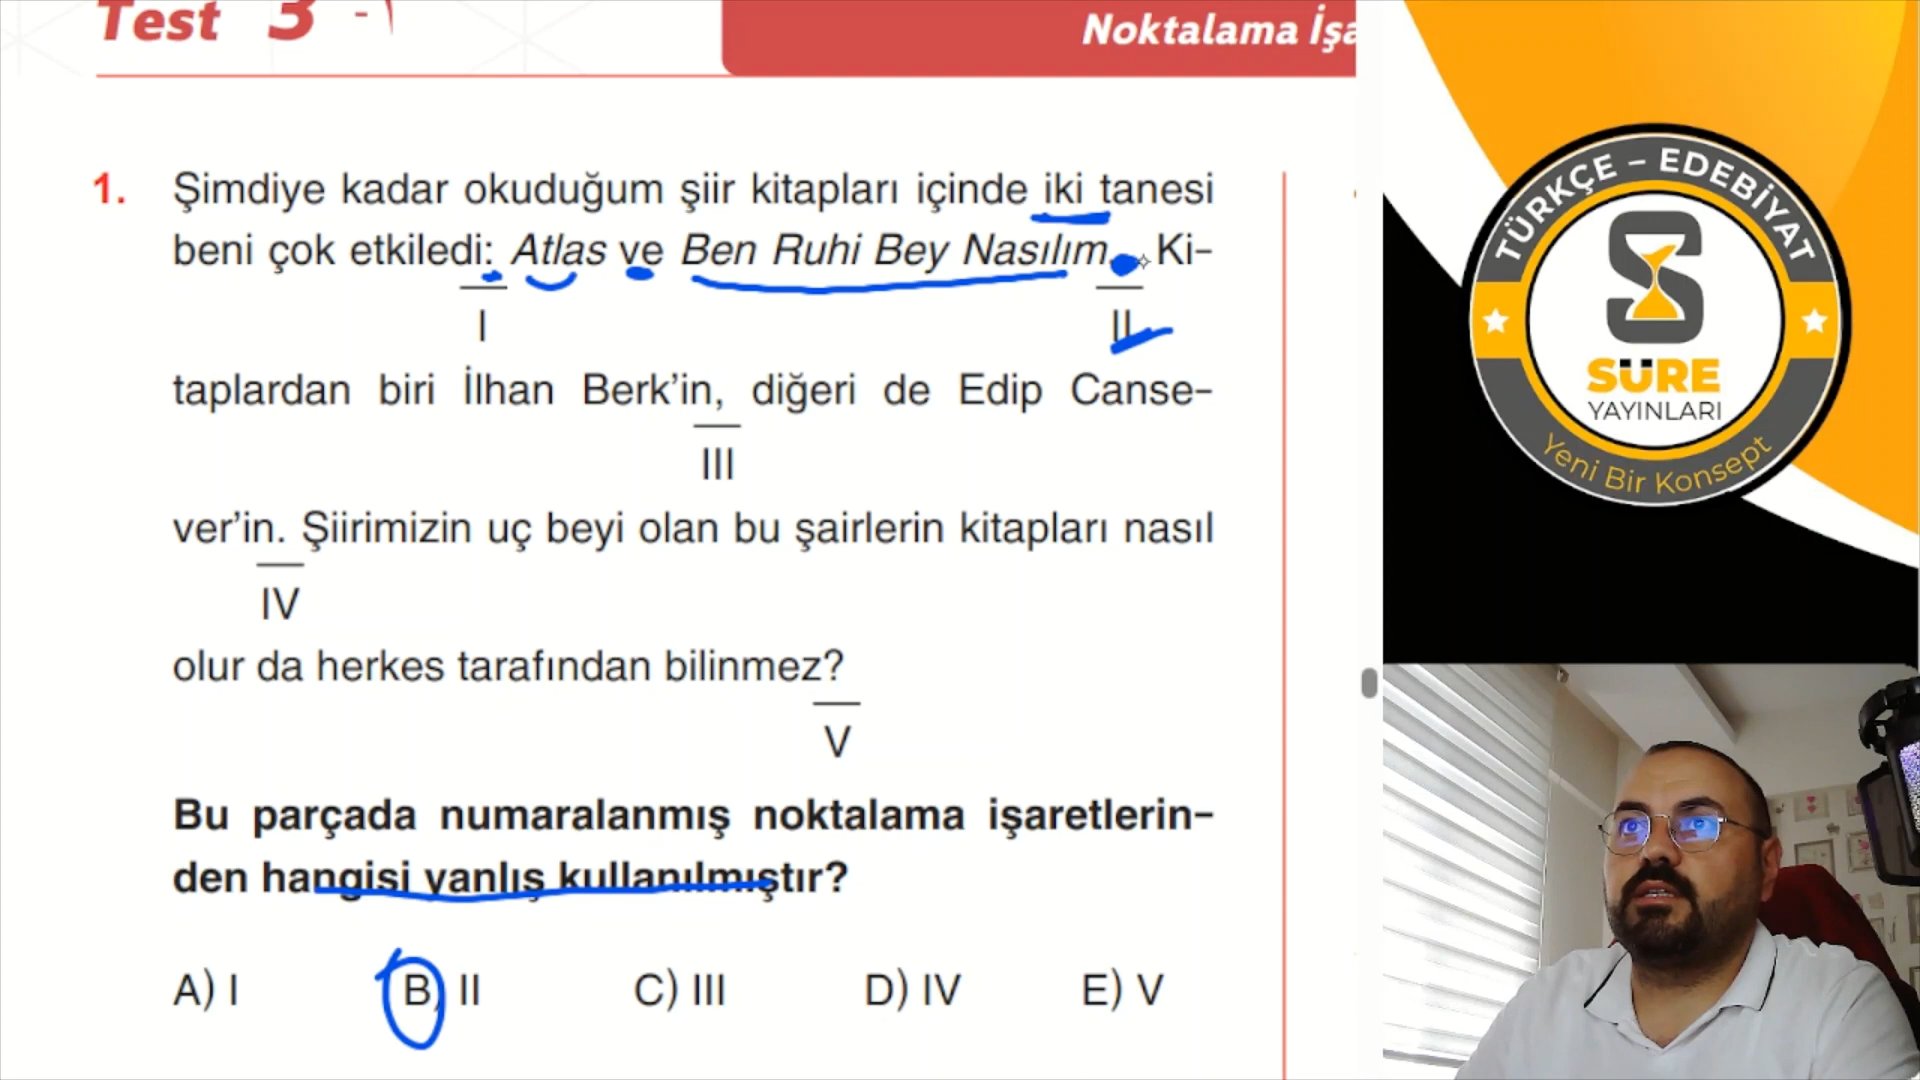 Test 3 -
Noktalama İşa
1. Şimdiye kadar okuduğum şiir kitapları içinde iki tanesi
beni çok etkiledi: Atlas ve Ben Ruhi Bey Nasılım. Ki-
I II
taplardan biri İlhan Berk’in, diğeri de Edip Canse-
III
ver’in. Şiirimizin uç beyi olan bu şairlerin kitapları nasıl
IV
olur da herkes tarafından bilinmez?
V
Bu parçada numaralanmış noktalama işaretlerin-
den hangisi yanlış kullanılmıştır?
A) I B) II C) III D) IV E) V
TÜRKÇE – EDEBİYAT
S
SÜRE
YAYINLARI
Yeni Bir Konsept